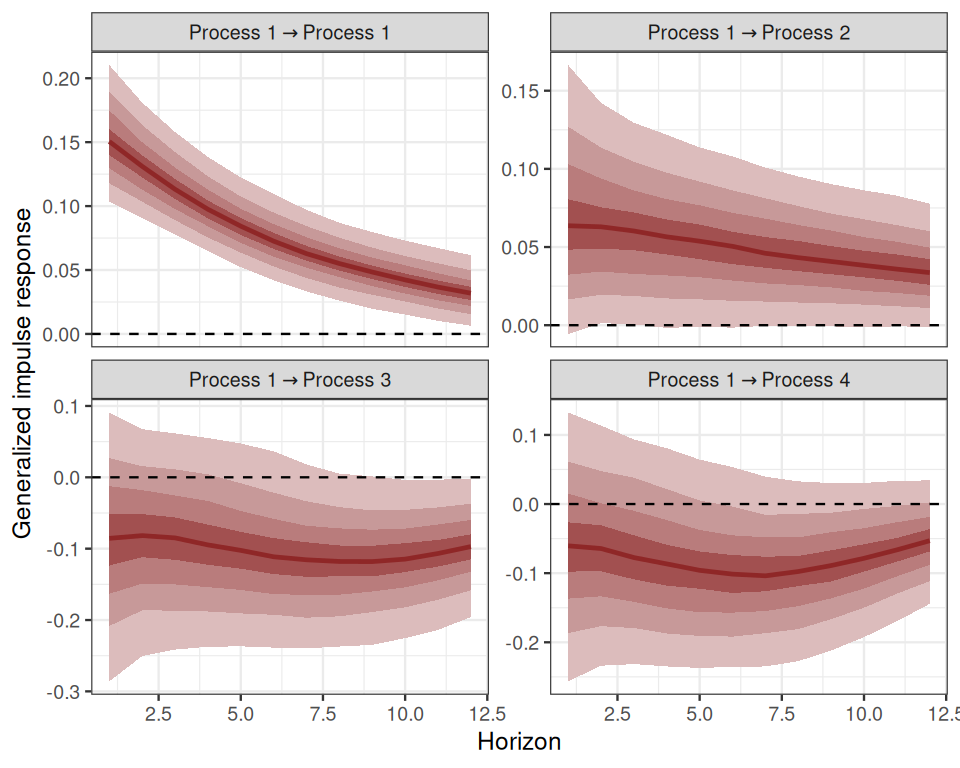 Process 1 → Process 1
Process 1 → Process 2
0.20
0.15
0.10
0.05
0.00
0.15
0.10
0.05
0.00
Process 1 → Process 3
Process 1 → Process 4
0.1
0.0
-0.1
-0.2
-0.3
0.1
0.0
-0.1
-0.2
2.5 5.0 7.5 10.0 12.5
2.5 5.0 7.5 10.0 12.5
Horizon
Generalized impulse response